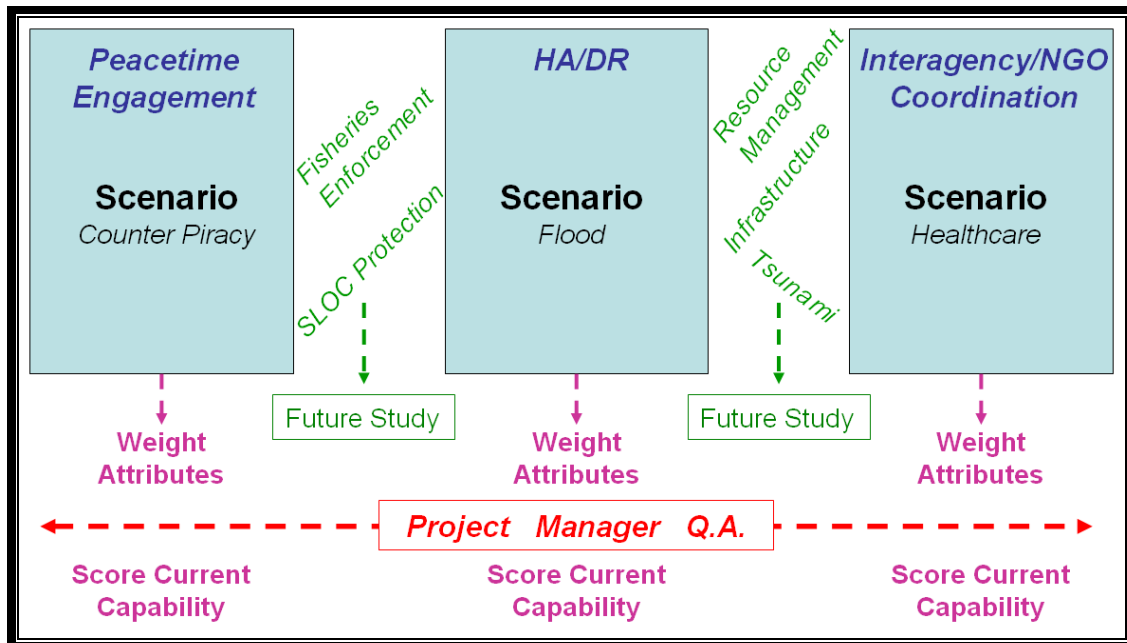 Peacetime
Engagement
Scenario
Counter Piracy
Fisheries
Enforcement
SLOC Protection
Future Study
HA/DR
Scenario
Flood
Resource
Management
Infrastructure
Tsunami
Future Study
Interagency/NGO
Coordination
Scenario
Healthcare
Weight
Attributes
Weight
Attributes
Weight
Attributes
Project Manager Q.A.
Score Current
Capability
Score Current
Capability
Score Current
Capability